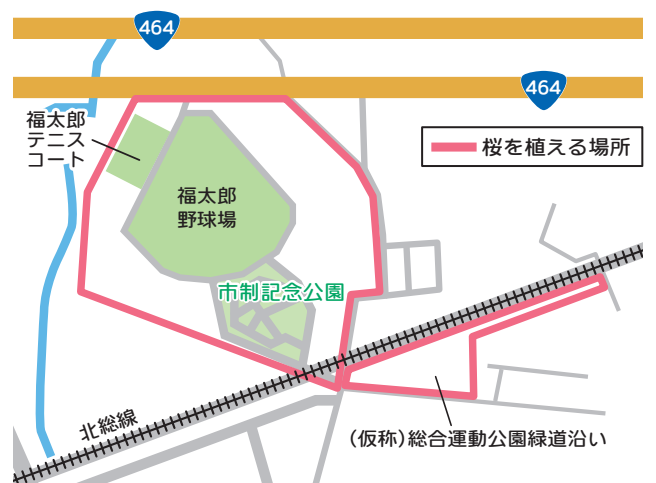 464
464
福太郎
テニス
コート
桜を植える場所
福太郎
野球場
市制記念公園
北総線
(仮称)総合運動公園緑道沿い